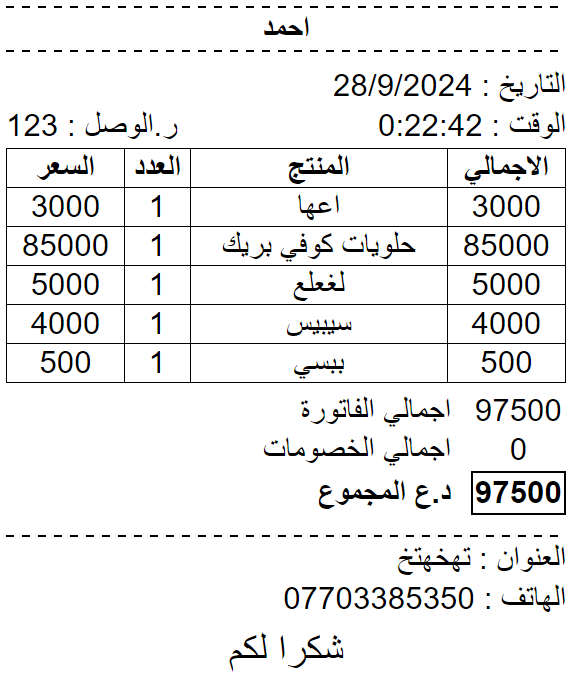 احمد
التاريخ : 28/9/2024
الوقت : 0:22:42 ر.الوصل : 123
الاجمالي المنتج العدد السعر
3000 اعها 1 3000
85000 حلويات كوفي بريك 1 85000
5000 لغعلع 1 5000
4000 سيبيس 1 4000
500 ببسي 1 500
97500 اجمالي الفاتورة
0 اجمالي الخصومات
97500 د.ع المجموع
العنوان : تهخهتخ
الهاتف : 07703385350
شكرا لكم